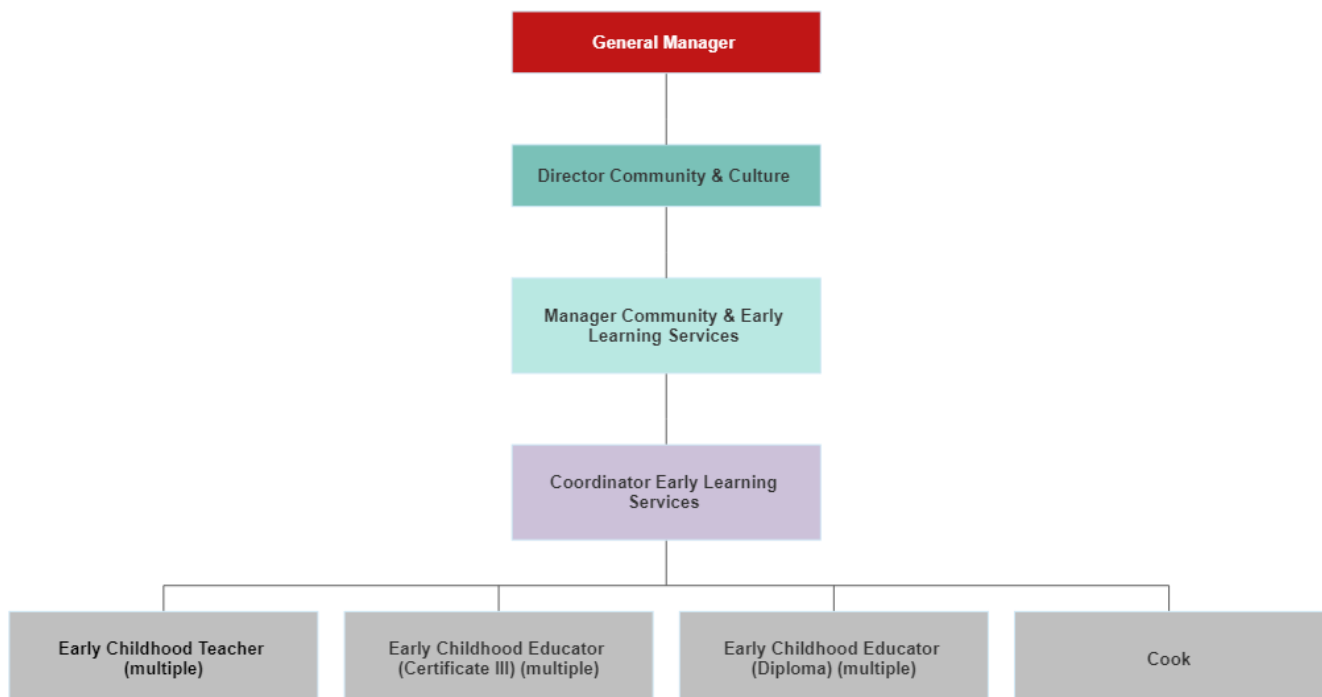 General Manager
Director Community & Culture
Manager Community & Early
Learning Services
Coordinator Early Learning
Services
Early Childhood Teacher
(multiple)
Early Childhood Educator
(Certificate III) (multiple)
Early Childhood Educator
(Diploma) (multiple)
Cook